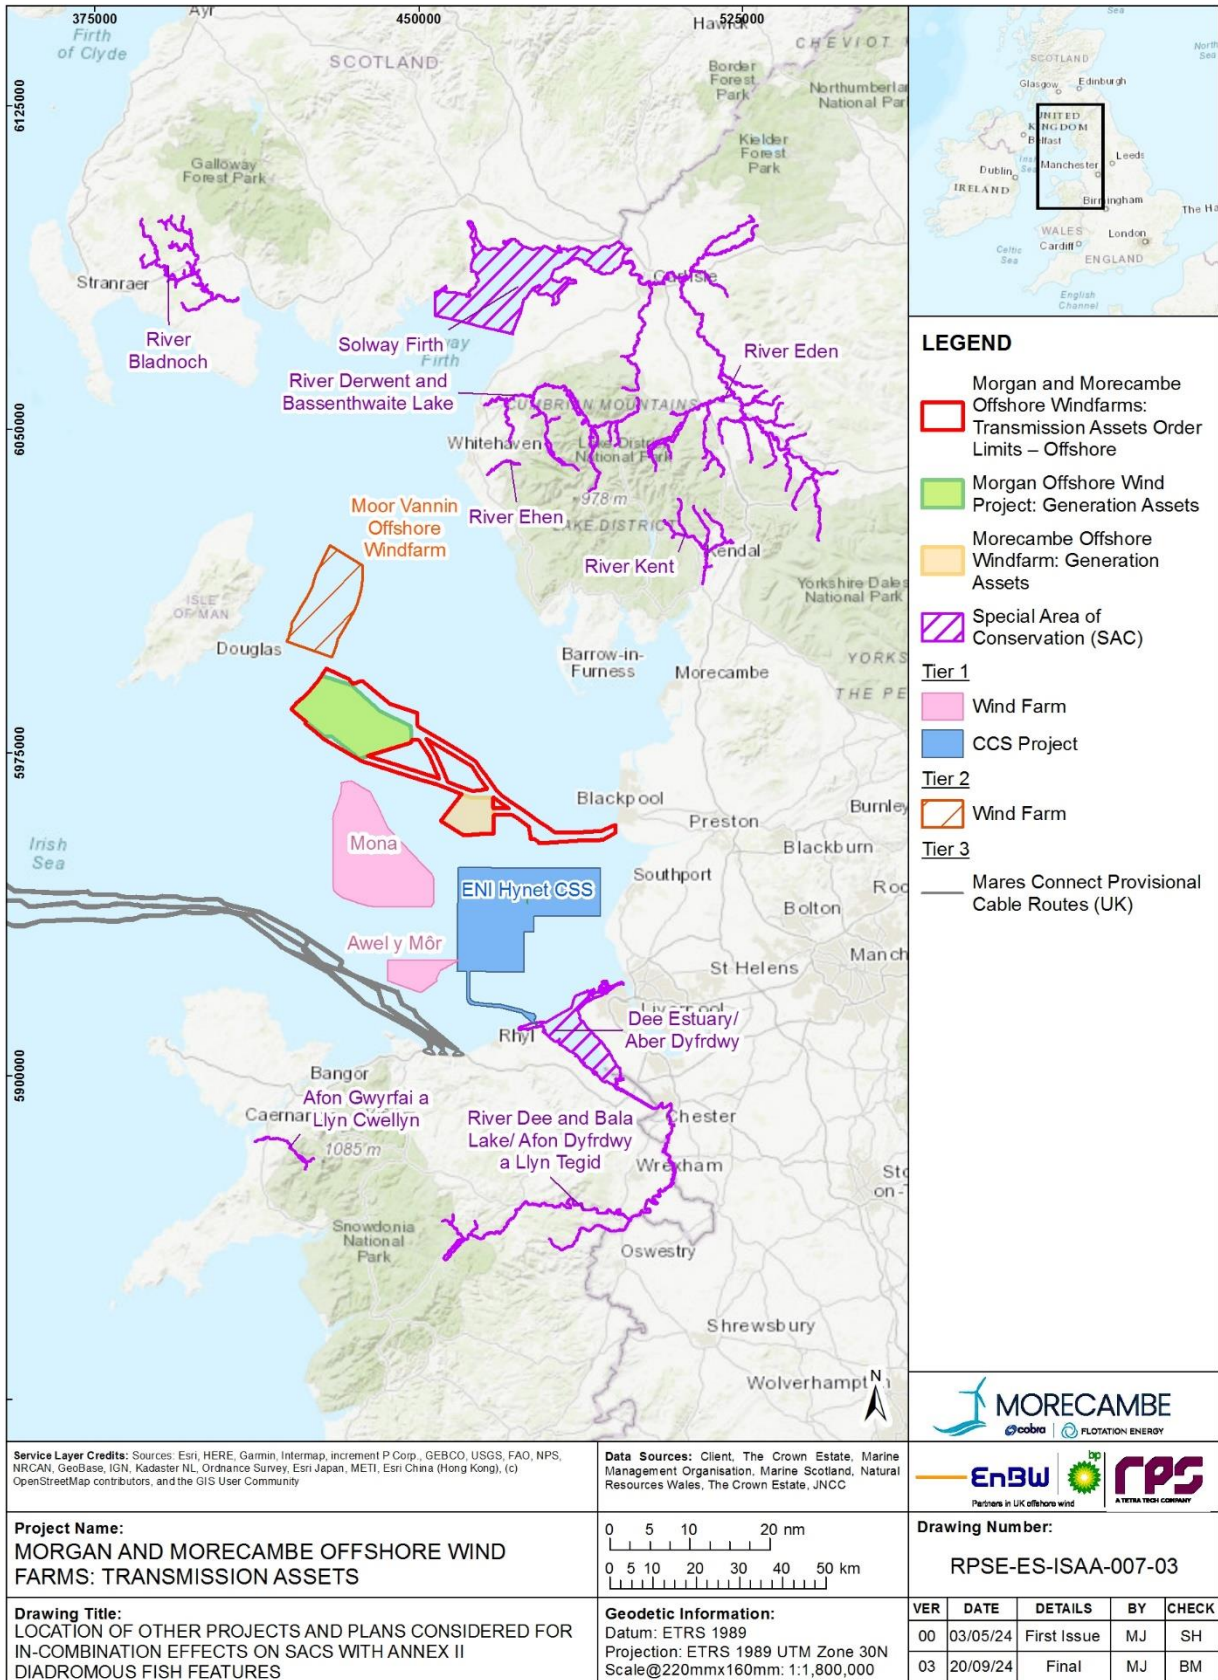 375000
450000
525000
Ayr
Firth
of Clyde
SCOTLAND
Hawick
CHEVIOT
Border
Forest
Park
Northumberla
National Par
6125000
Galloway
Forest Park
Kielder
Forest
Park
Stranraer
Carlisle
River
Bladnoch
Solway Firth
way
Firth
River Eden
River Derwent and
Bassenthwaite Lake
CUMBRIAN MOUNTAINS
6050000
Whitehaven
Lake District
National Park
978 m
River Ehen
LAKE DISTRICT
Moor Vannin
Offshore
Windfarm
River Kent
Kendal
Yorkshire Dales
National Park
ISLE
OF MAN
Douglas
Barrow-in-
Furness
Morecambe
YORKS
THE PE
5975000
Blackpool
Preston
Burnley
Blackburn
Irish
Sea
Mona
ENI Hynet CSS
Southport
Roc
Bolton
Awel y Môr
St Helens
Manch
Liverpool
Dee Estuary/
Aber Dyfrdwy
Rhyl
5900000
Bangor
Afon Gwyrfai a
Llyn Cwellyn
Caernar
1085 m
Chester
River Dee and Bala
Lake/ Afon Dyfrdwy
a Llyn Tegid
Wrexham
Sto
on-
Snowdonia
National
Park
Oswestry
Shrewsbury
Wolverhampt
N
Sea
North
Sea
SCOTLAND
Glasgow
Edinburgh
UNITED
KINGDOM
Belfast
Irish
Sea
Leeds
Dublin
Manchester
IRELAND
Birmingham
The Ha
WALES
Cardiff
London
Celtic
Sea
ENGLAND
English
Channel
LEGEND
Morgan and Morecambe
Offshore Windfarms:
Transmission Assets Order
Limits – Offshore
Morgan Offshore Wind
Project: Generation Assets
Morecambe Offshore
Windfarm: Generation
Assets
Special Area of
Conservation (SAC)
Tier 1
Wind Farm
CCS Project
Tier 2
Wind Farm
Tier 3
Mares Connect Provisional
Cable Routes (UK)
MORECAMBE
cobra
FLOTATION ENERGY
EnBW
Partners in UK offshore wind
bp
RPS
A TETRA TECH COMPANY
Service Layer Credits: Sources: Esri, HERE, Garmin, Intermap, increment P Corp., GEBCO, USGS, FAO, NPS,
NRCAN, GeoBase, IGN, Kadaster NL, Ordnance Survey, Esri Japan, METI, Esri China (Hong Kong), (c)
OpenStreetMap contributors, and the GIS User Community
Data Sources: Client, The Crown Estate, Marine
Management Organisation, Marine Scotland, Natural
Resources Wales, The Crown Estate, JNCC
Project Name:
MORGAN AND MORECAMBE OFFSHORE WIND
FARMS: TRANSMISSION ASSETS
0 5 10 20 nm
0 5 10 20 30 40 50 km
Drawing Number:
RPSE-ES-ISAA-007-03
Drawing Title:
LOCATION OF OTHER PROJECTS AND PLANS CONSIDERED FOR
IN-COMBINATION EFFECTS ON SACS WITH ANNEX II
DIADROMOUS FISH FEATURES
Geodetic Information:
Datum: ETRS 1989
Projection: ETRS 1989 UTM Zone 30N
Scale@220mmx160mm: 1:1,800,000
VER DATE DETAILS BY CHECK
00 03/05/24 First Issue MJ SH
03 20/09/24 Final MJ BM